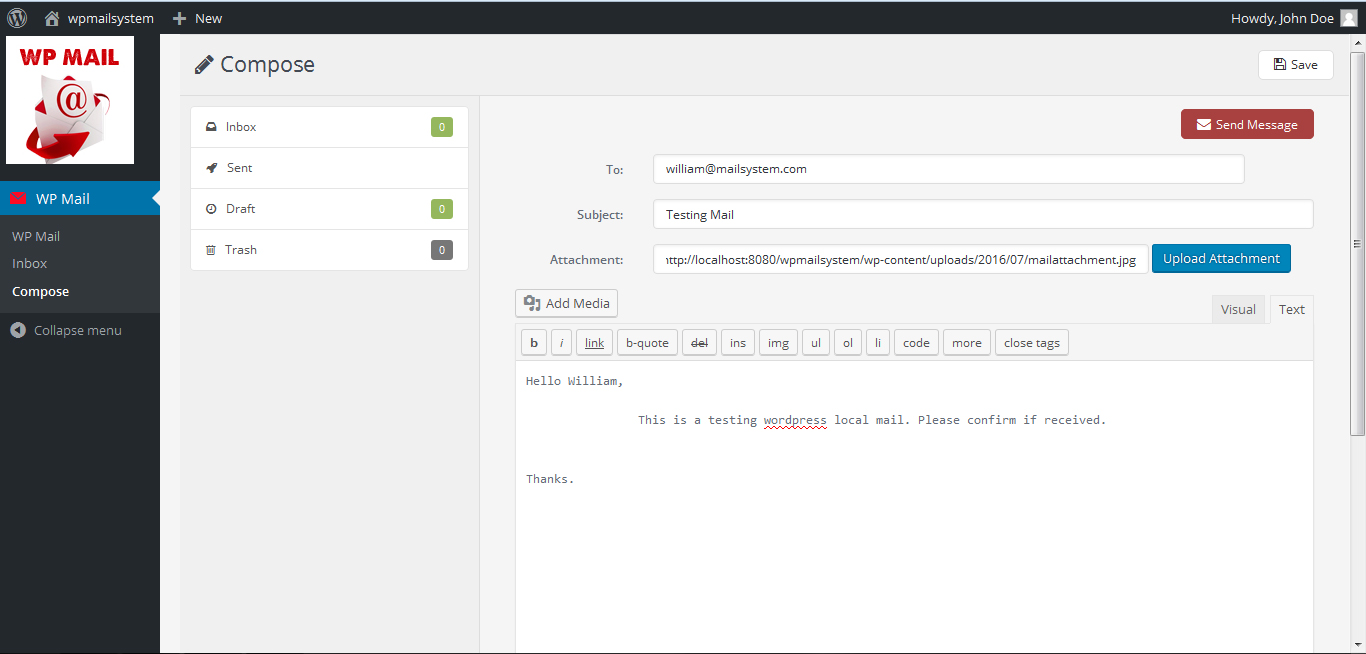 wpmailsystem New Howdy, John Doe
WP MAIL
@
WP Mail
WP Mail
Inbox
Compose
Collapse menu
Compose Save
Inbox 0
Sent
Draft 0
Trash 0
Send Message
To: william@mailsystem.com
Subject: Testing Mail
Attachment: http://localhost:8080/wpmailsystem/wp-content/uploads/2016/07/mailattachment.jpg Upload Attachment
Add Media Visual Text
b i link b-quote del ins img ul ol li code more close tags
Hello William,
This is a testing wordpress local mail. Please confirm if received.
Thanks.